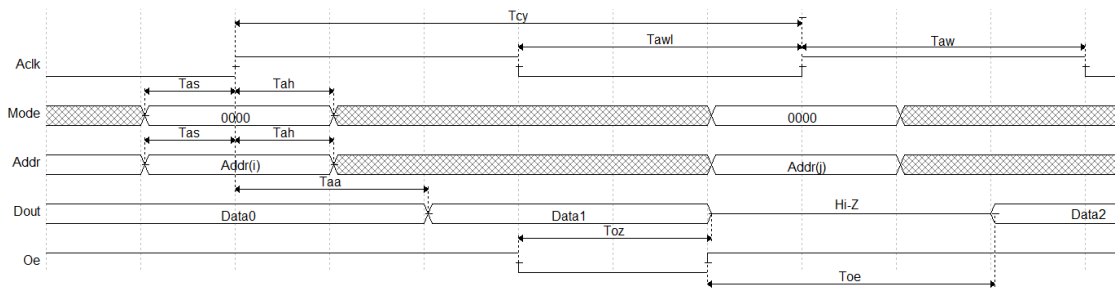 Tcy
Tawl Taw
Aclk
Tas Tah
Mode 0000 0000
Tas Tah
Addr Addr(i) Addr(j)
Taa
Dout Data0 Data1 Hi-Z Data2
Toz
Oe
Toe